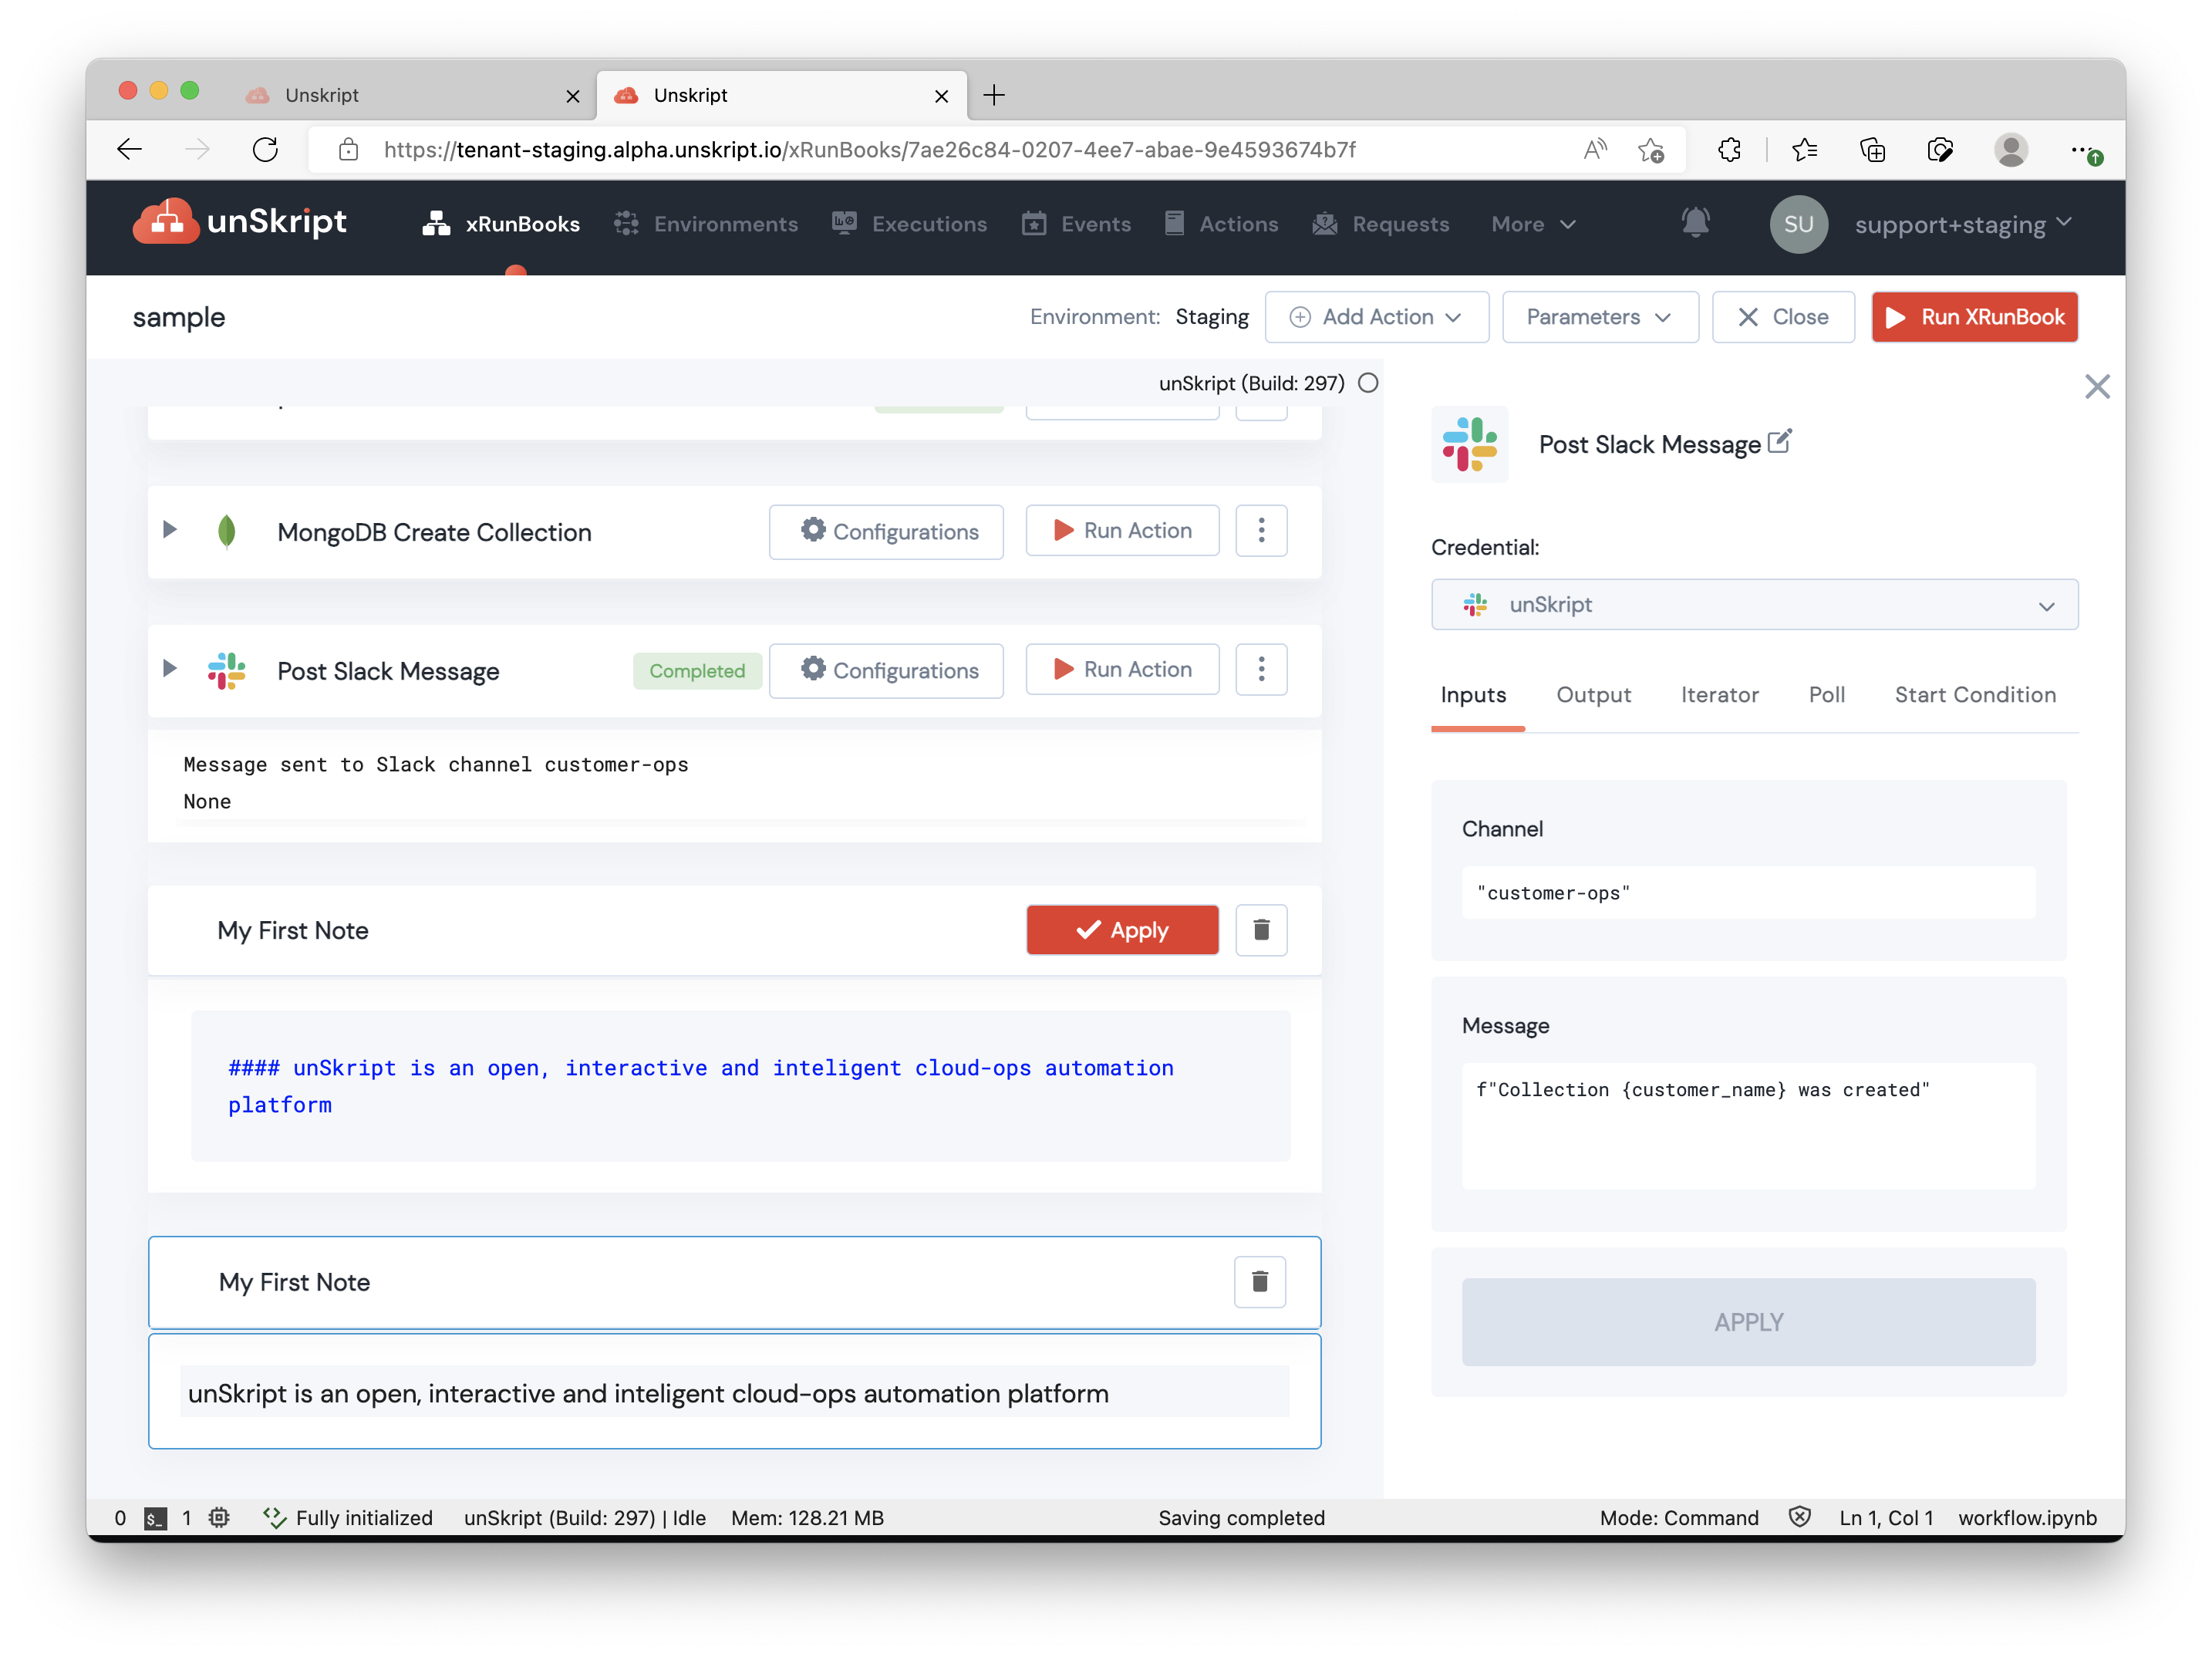 Unskript
Unskript
https://tenant-staging.alpha.unskript.io/xRunBooks/7ae26c84-0207-4ee7-abae-9e4593674b7f
unSkript
xRunBooks
Environments
Executions
Events
Actions
Requests
More
SU
support+staging
sample
Environment: Staging
Add Action
Parameters
Close
Run XRunBook
unSkript (Build: 297)
MongoDB Create Collection
Configurations
Run Action
Post Slack Message
Completed
Configurations
Run Action
Message sent to Slack channel customer-ops
None
My First Note
Apply
#### unSkript is an open, interactive and inteligent cloud-ops automation
platform
My First Note
unSkript is an open, interactive and inteligent cloud-ops automation platform
Post Slack Message
Credential:
unSkript
Inputs
Output
Iterator
Poll
Start Condition
Channel
"customer-ops"
Message
f"Collection {customer_name} was created"
APPLY
0
$_
1
Fully initialized
unSkript (Build: 297) | Idle
Mem: 128.21 MB
Saving completed
Mode: Command
Ln 1, Col 1
workflow.ipynb